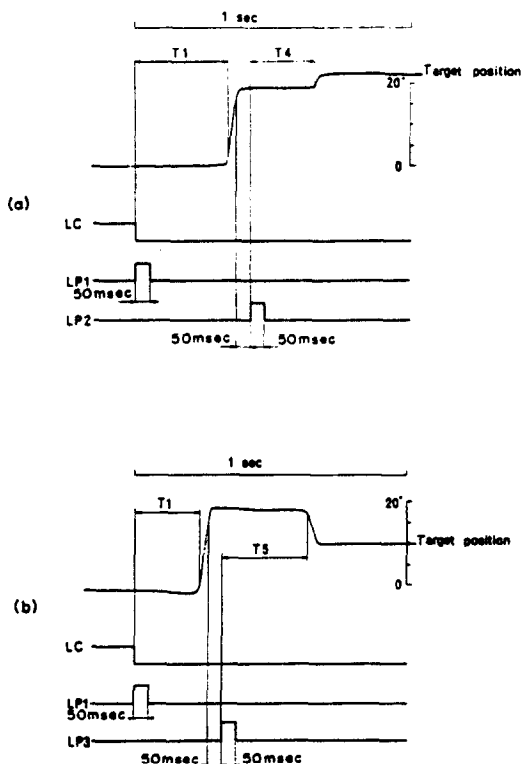 1 sec
T1
T4
Target position
20°
0
(a)
LC
LP1
50msec
LP2
50msec
50msec
1 sec
T1
20°
Target position
T5
0
(b)
LC
LP1
50msec
LP3
50msec
50msec